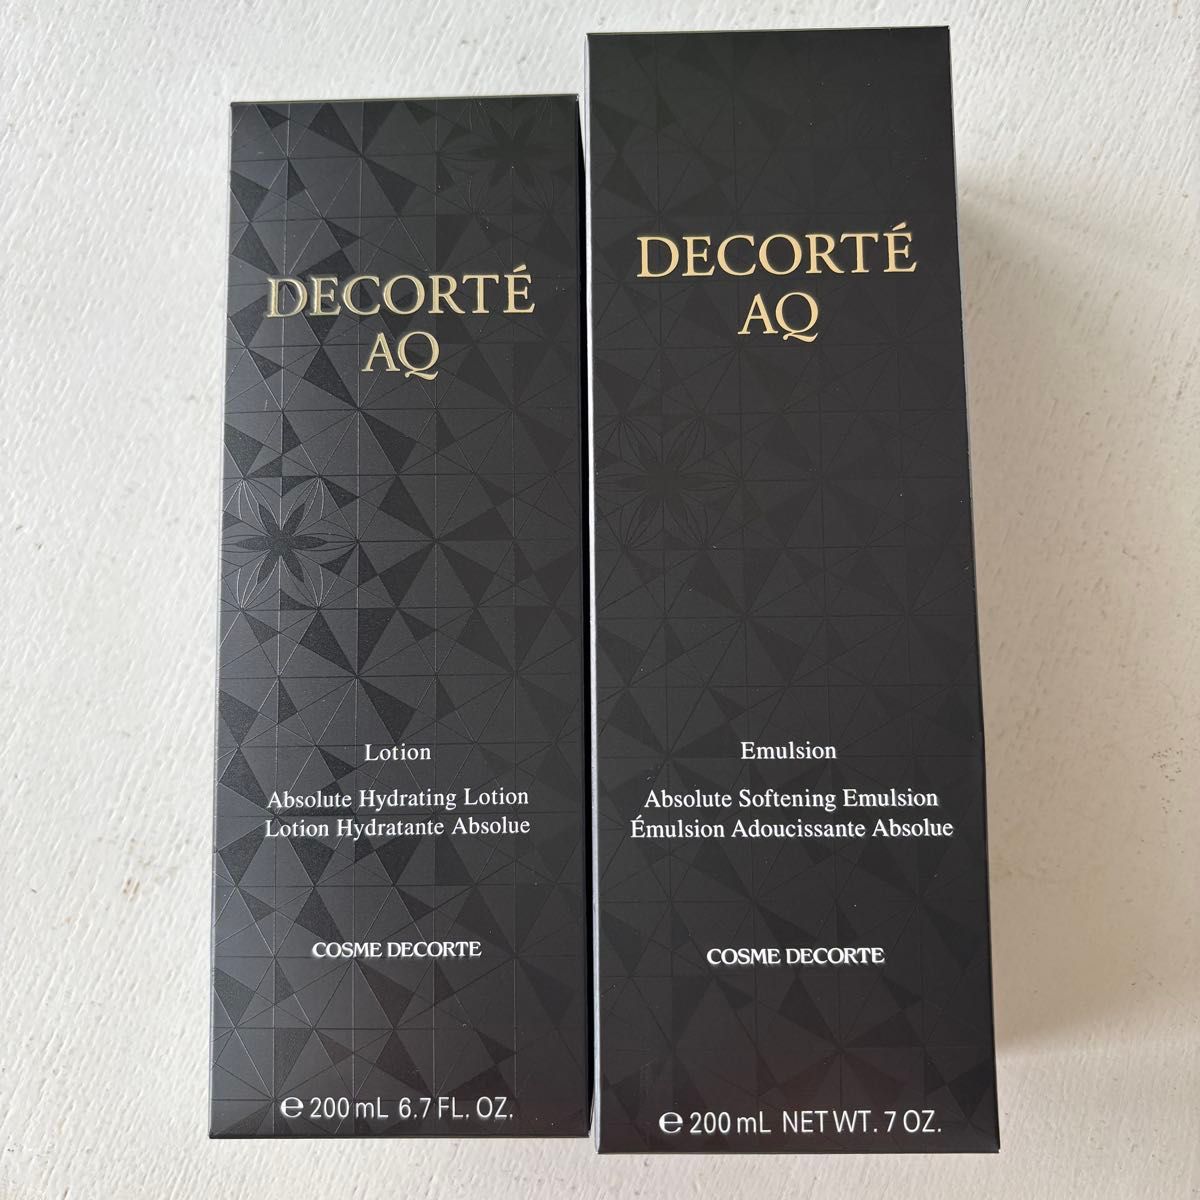 DECORTÉ
AQ
Lotion
Absolute Hydrating Lotion
Lotion Hydratante Absolue
COSME DECORTE
℮ 200 mL 6.7 FL. OZ.
DECORTÉ
AQ
Emulsion
Absolute Softening Emulsion
Émulsion Adoucissante Absolue
COSME DECORTE
℮ 200 mL NET WT. 7 OZ.